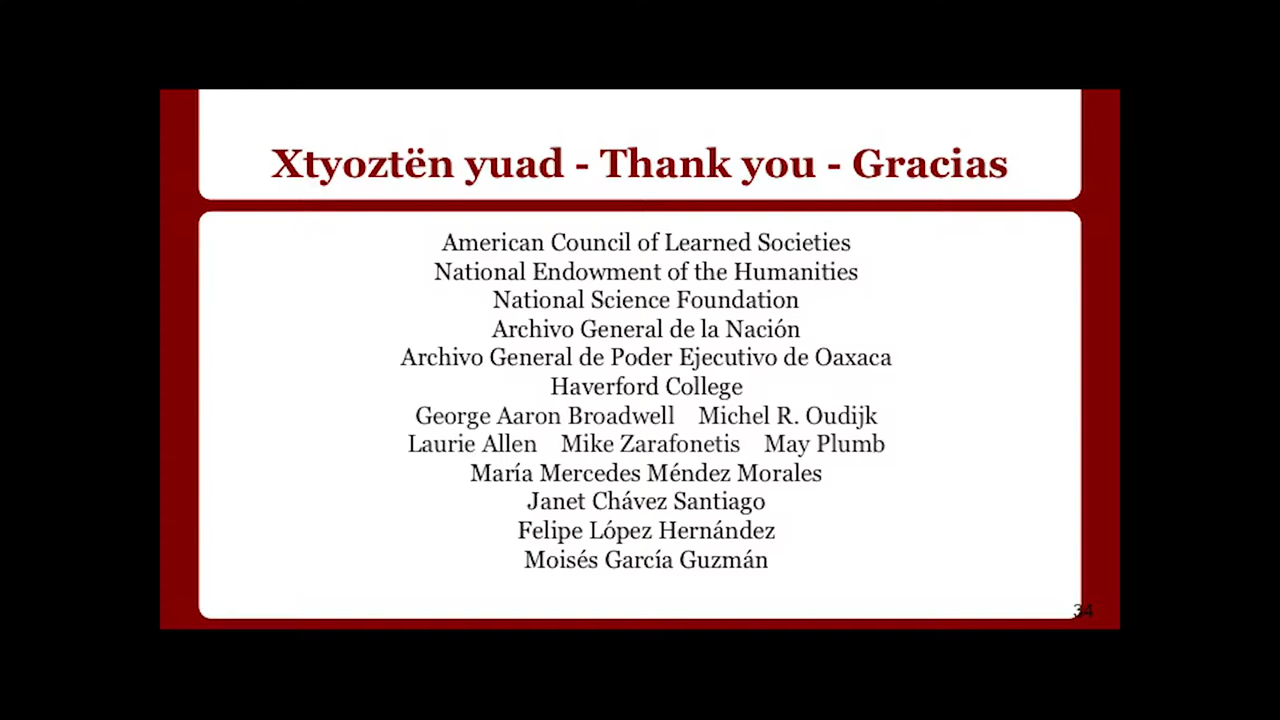 Xtyoztën yuad - Thank you - Gracias
American Council of Learned Societies
National Endowment of the Humanities
National Science Foundation
Archivo General de la Nación
Archivo General de Poder Ejecutivo de Oaxaca
Haverford College
George Aaron Broadwell Michel R. Oudijk
Laurie Allen Mike Zarafonetis May Plumb
María Mercedes Méndez Morales
Janet Chávez Santiago
Felipe López Hernández
Moisés García Guzmán
34